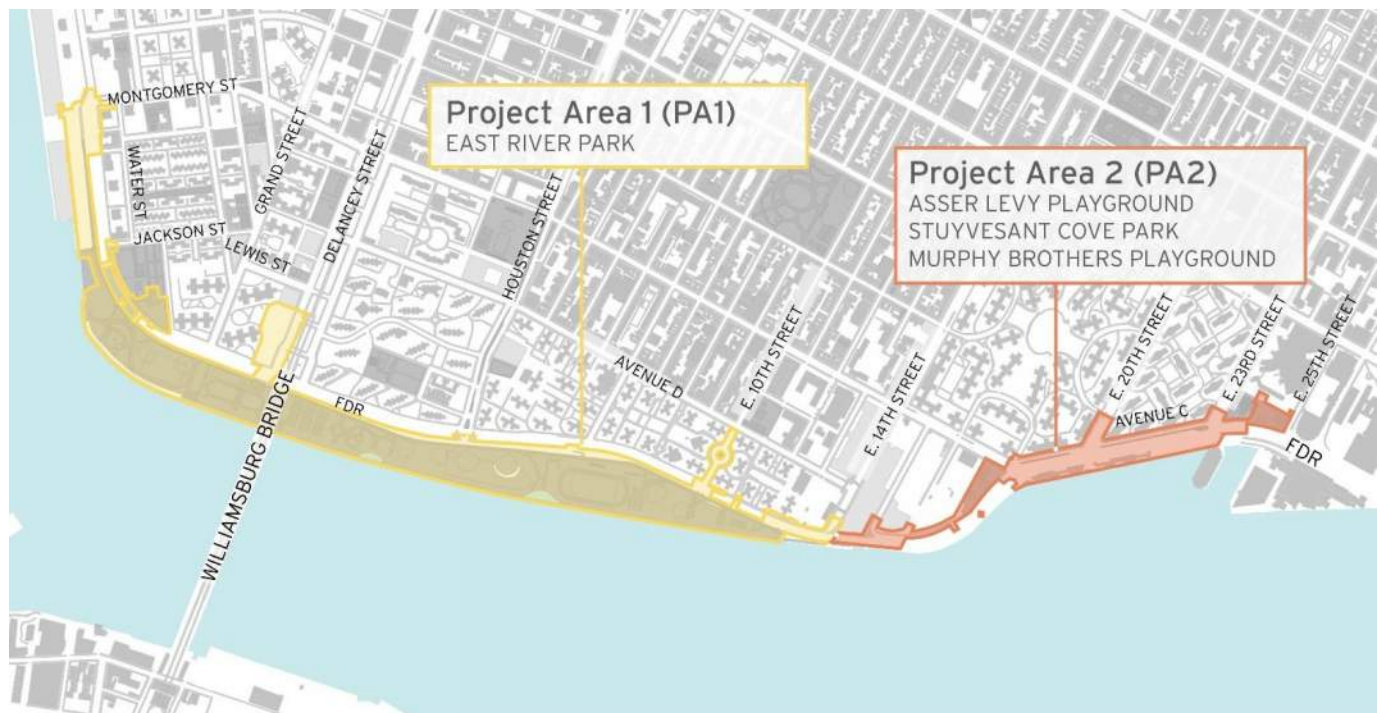 MONTGOMERY ST
WATER ST
GRAND STREET
JACKSON ST
LEWIS ST
DELANCEY STREET
Project Area 1 (PA1)
EAST RIVER PARK
HOUSTON STREET
Project Area 2 (PA2)
ASSER LEVY PLAYGROUND
STUYVESANT COVE PARK
MURPHY BROTHERS PLAYGROUND
AVENUE D
E. 10TH STREET
E. 14TH STREET
E. 20TH STREET
E. 23RD STREET
E. 25TH STREET
AVENUE C
FDR
FDR
WILLIAMSBURG BRIDGE